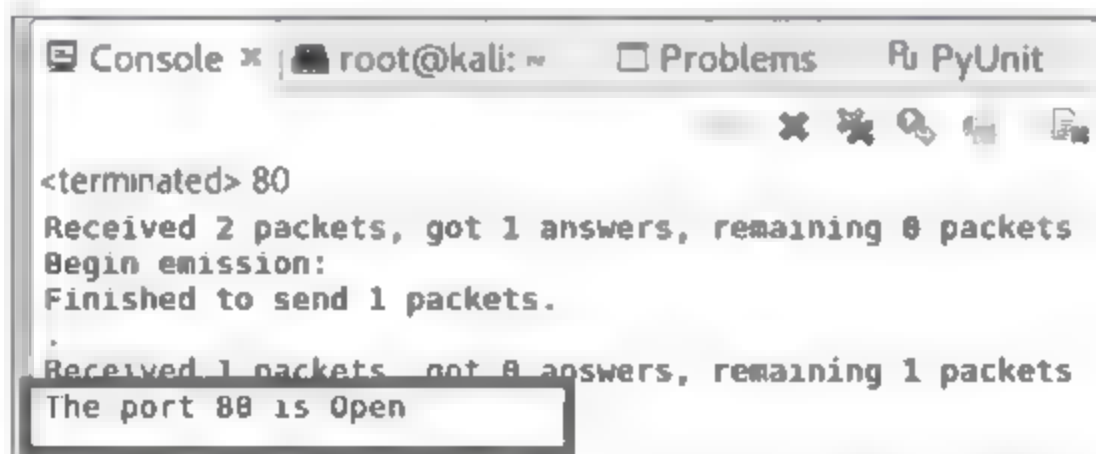 Console root@kali: ~ Problems PyUnit
<terminated> 80
Received 2 packets, got 1 answers, remaining 0 packets
Begin emission:
Finished to send 1 packets.
.
Received 1 packets, got 0 answers, remaining 1 packets
The port 80 is Open